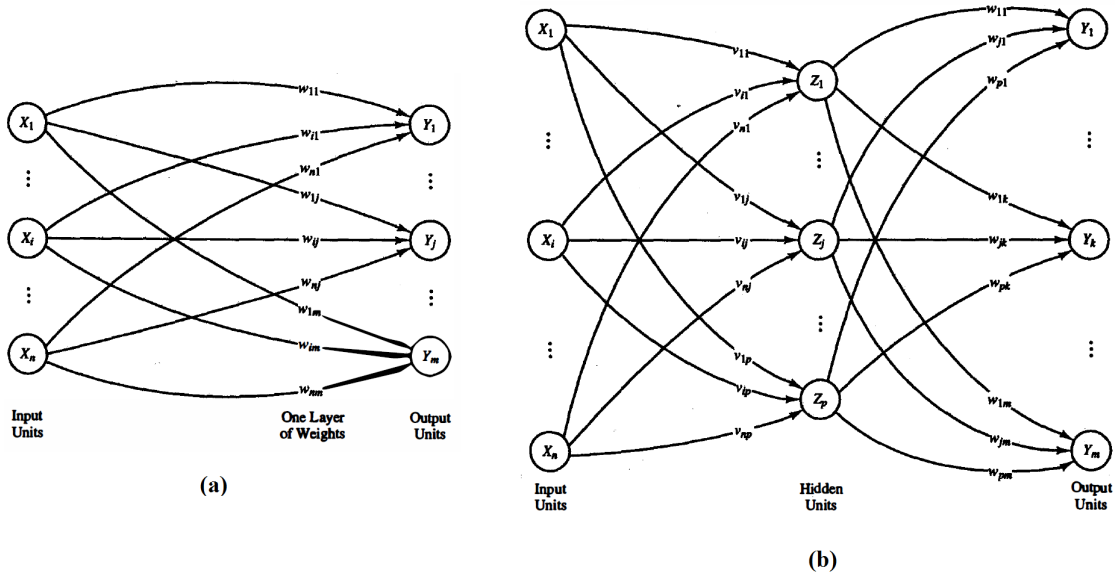 X1
Xi
Xn
w11
wi1
wn1
w1j
wij
wnj
w1m
wim
wnm
Y1
Yj
Ym
Input
Units
One Layer
of Weights
Output
Units
(a)
X1
Xi
Xn
v11
vi1
vn1
v1j
vij
vnj
v1p
vip
vnp
Z1
Zj
Zp
w11
wj1
wp1
w1k
wjk
wpk
w1m
wjm
wpm
Y1
Yk
Ym
Input
Units
Hidden
Units
Output
Units
(b)